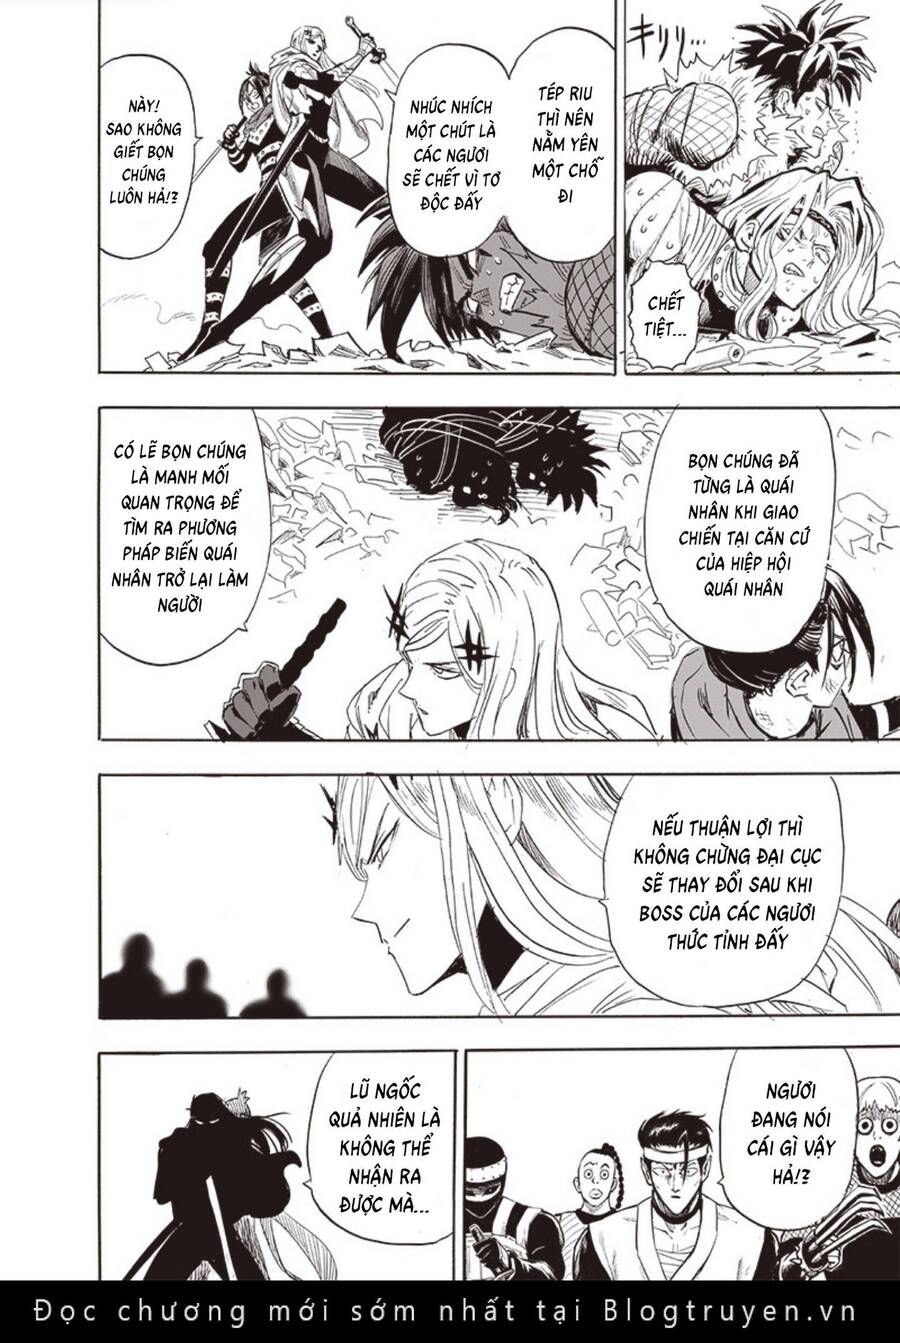 キリリ...
CHẾT
TIỆT...
TÉP RIU
THÌ NÊN
NẰM YÊN
MỘT CHỖ
ĐI
NHÚC NHÍCH
MỘT CHÚT LÀ
CÁC NGƯƠI
SẼ CHẾT VÌ TƠ
ĐỘC ĐẤY
NÀY!
SAO KHÔNG
GIẾT BỌN
CHÚNG
LUÔN HẢ!?
BỌN CHÚNG ĐÃ
TỪNG LÀ QUÁI
NHÂN KHI GIAO
CHIẾN TẠI CĂN CỨ
CỦA HIỆP HỘI
QUÁI NHÂN
CÓ LẼ BỌN CHÚNG
LÀ MANH MỐI
QUAN TRỌNG ĐỂ
TÌM RA PHƯƠNG
PHÁP BIẾN QUÁI
NHÂN TRỞ LẠI LÀM
NGƯỜI
NẾU THUẬN LỢI THÌ
KHÔNG CHỪNG ĐẠI CỤC
SẼ THAY ĐỔI SAU KHI
BOSS CỦA CÁC NGƯƠI
THỨC TỈNH ĐẤY
NGƯƠI
ĐANG NÓI
CÁI GÌ VẬY
HẢ!?
LŨ NGỐC
QUẢ NHIÊN LÀ
KHÔNG THỂ
NHẬN RA
ĐƯỢC MÀ...
Đọc chương mới sớm nhất tại Blogtruyen.vn